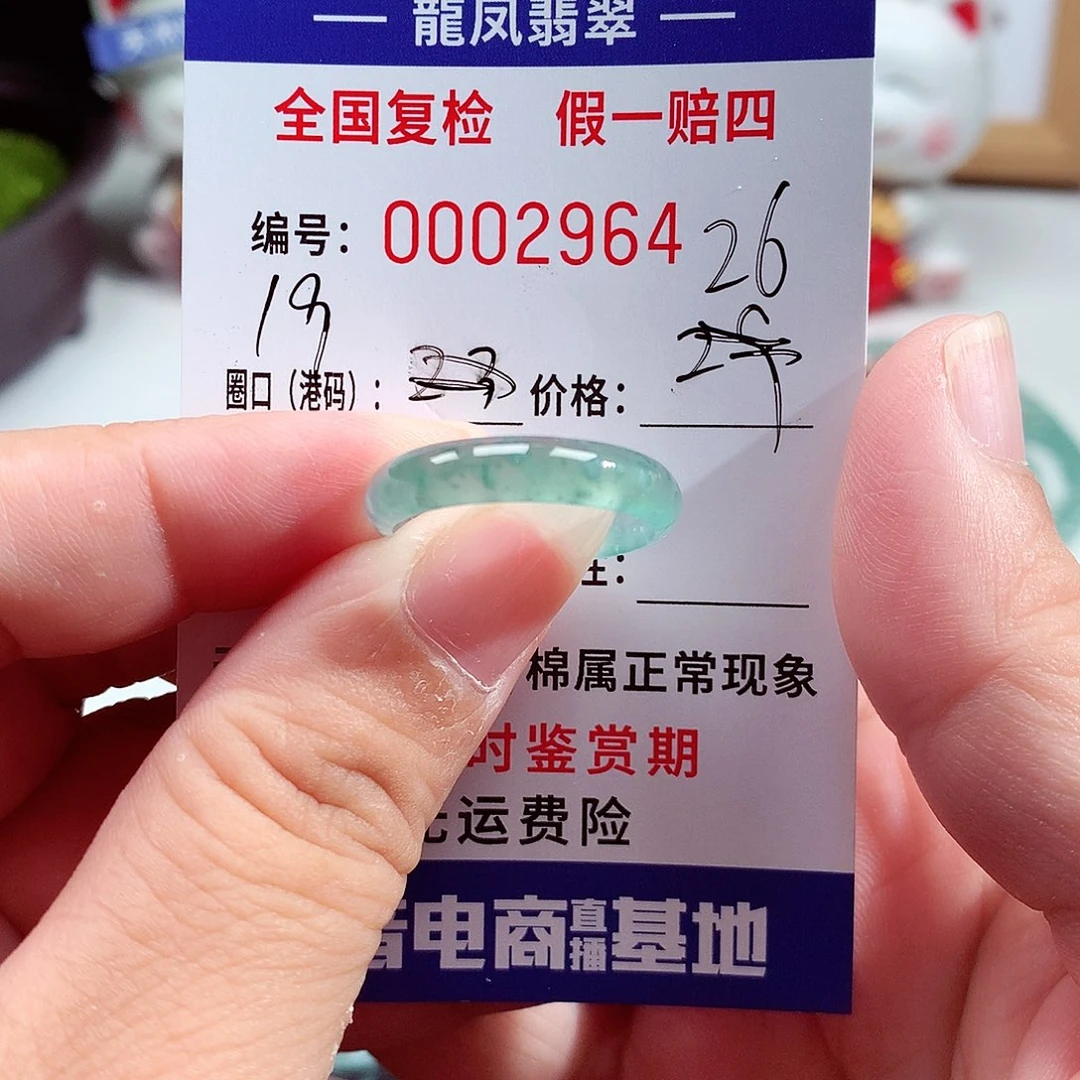 龍凤翡翠
全国复检 假一赔四
编号：0002964 26
19
圈口（港码）： 价格：
棉属正常现象
时鉴赏期
运费险
电商直播基地